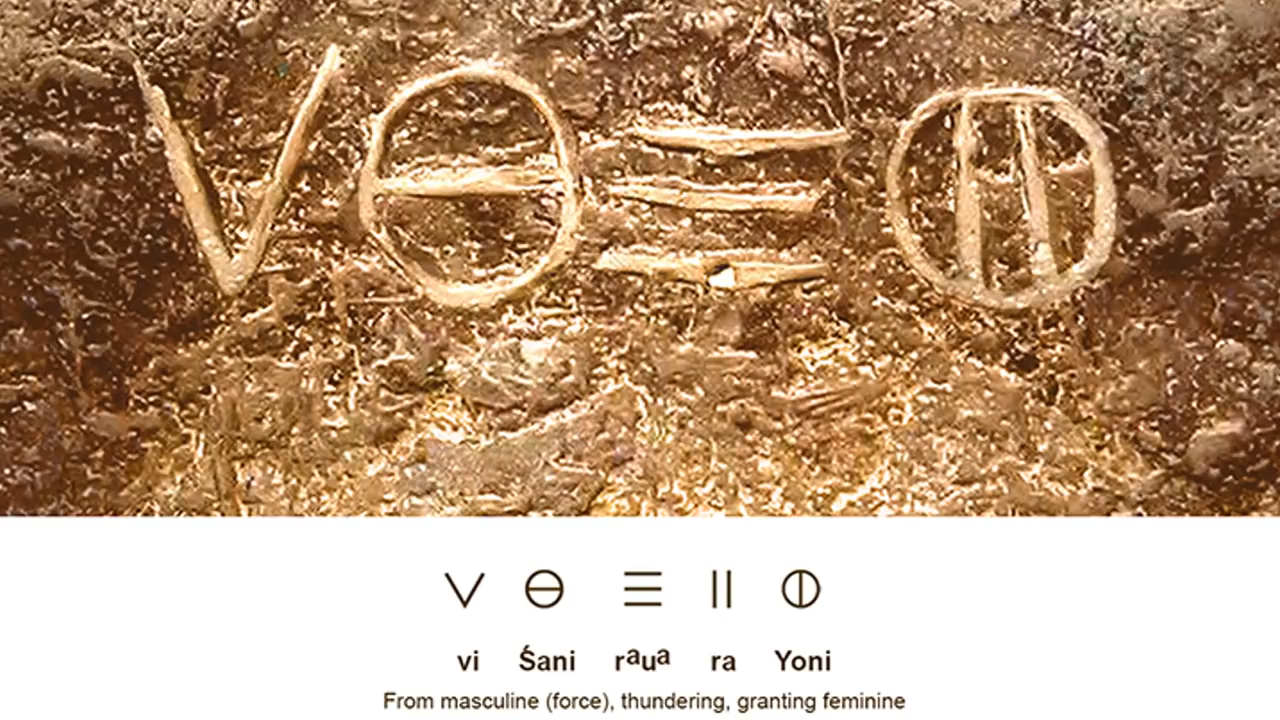 V Θ ☰ ⦷
∨ ⊖ ☰ || ⦶
vi Śani rᵃuᵃ ra Yoni
From masculine (force), thundering, granting feminine